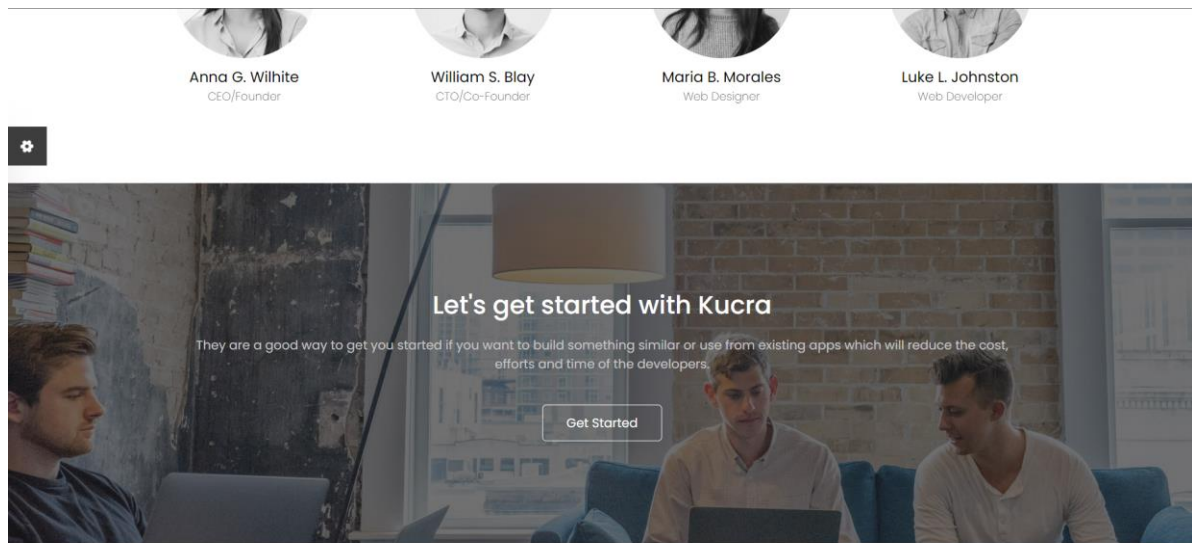 Anna G. Wilhite
CEO/Founder
William S. Blay
CTO/Co-Founder
Maria B. Morales
Web Designer
Luke L. Johnston
Web Developer
Let's get started with Kucra
They are a good way to get you started if you want to build something similar or use from existing apps which will reduce the cost,
efforts and time of the developers.
Get Started